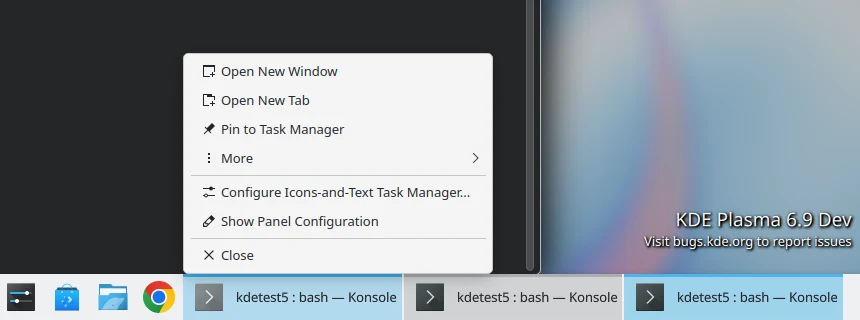 Open New Window
Open New Tab
Pin to Task Manager
More
Configure Icons-and-Text Task Manager...
Show Panel Configuration
Close
KDE Plasma 6.9 Dev
Visit bugs.kde.org to report issues
kdetest5 : bash — Konsole
kdetest5 : bash — Konsole
kdetest5 : bash — Konsole